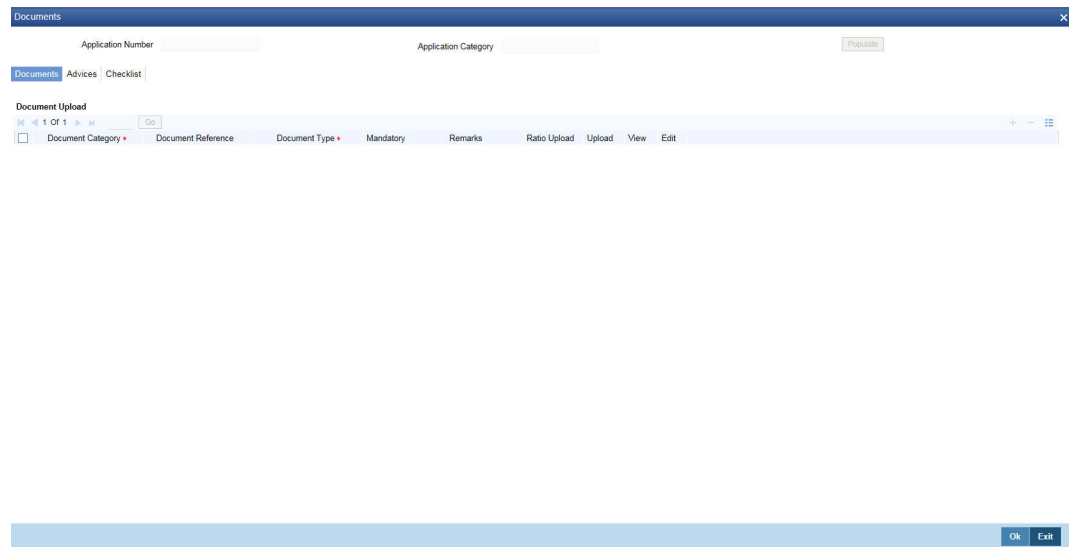 Documents
Application Number Application Category Populate
Documents Advices Checklist
Document Upload
1 Of 1 Go
Document Category * Document Reference Document Type * Mandatory Remarks Ratio Upload Upload View Edit
Ok Exit